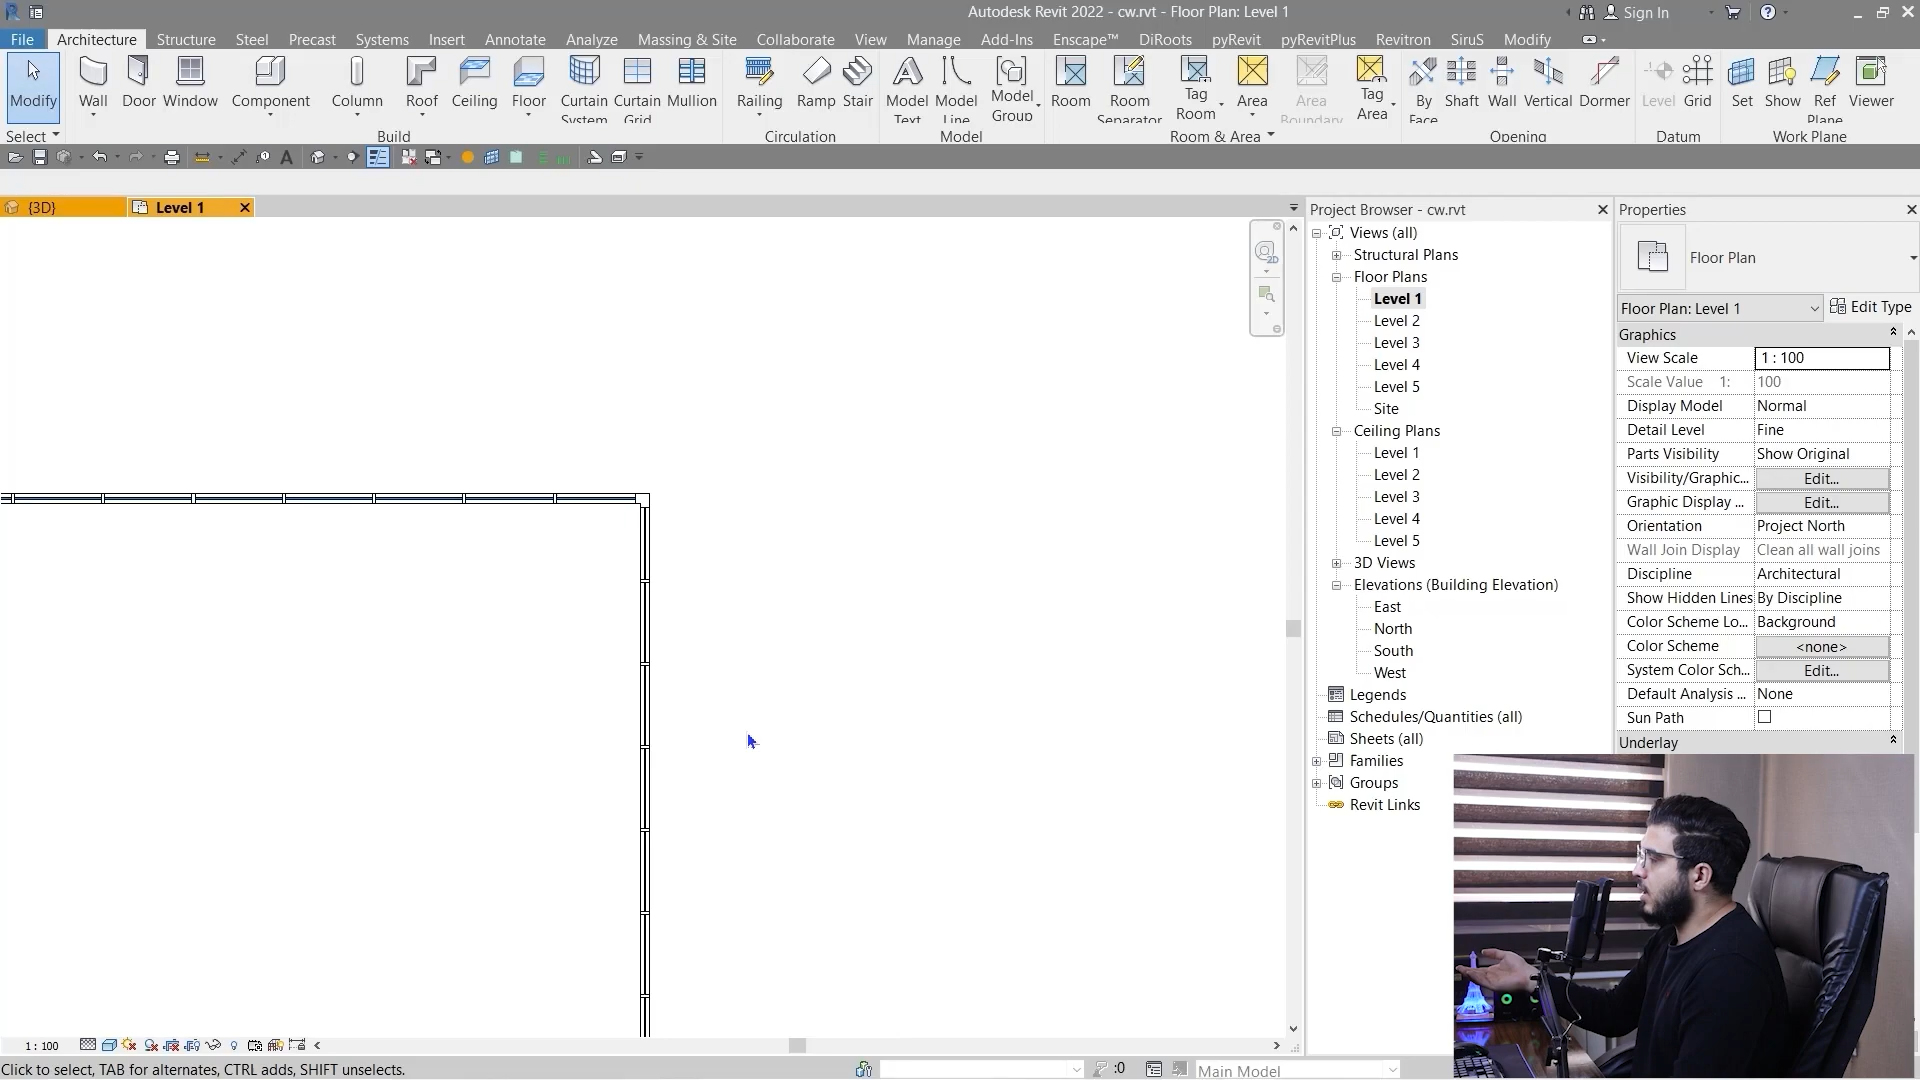 Autodesk Revit 2022 - cw.rvt - Floor Plan: Level 1
Sign In
File Architecture Structure Steel Precast Systems Insert Annotate Analyze Massing & Site Collaborate View Manage Add-Ins Enscape™ DiRoots pyRevit pyRevitPlus Revitron SiruS Modify
Modify Wall Door Window Component Column Roof Ceiling Floor Curtain System Curtain Grid Mullion Railing Ramp Stair Model Text Model Line Model Group Room Room Separator Tag Room Area Area Boundary Tag Area By Face Shaft Wall Vertical Dormer Level Grid Set Show Ref Plane Viewer
Select Build Circulation Model Room & Area Opening Datum Work Plane
{3D} Level 1
Project Browser - cw.rvt
Views (all)
Structural Plans
Floor Plans
Level 1
Level 2
Level 3
Level 4
Level 5
Site
Ceiling Plans
Level 1
Level 2
Level 3
Level 4
Level 5
3D Views
Elevations (Building Elevation)
East
North
South
West
Legends
Schedules/Quantities (all)
Sheets (all)
Families
Groups
Revit Links
Properties
Floor Plan
Floor Plan: Level 1 Edit Type
Graphics
View Scale 1 : 100
Scale Value 1: 100
Display Model Normal
Detail Level Fine
Parts Visibility Show Original
Visibility/Graphic... Edit...
Graphic Display ... Edit...
Orientation Project North
Wall Join Display Clean all wall joins
Discipline Architectural
Show Hidden Lines By Discipline
Color Scheme Lo... Background
Color Scheme <none>
System Color Sch... Edit...
Default Analysis ... None
Sun Path
Underlay
2D
1 : 100
Click to select, TAB for alternates, CTRL adds, SHIFT unselects.
:0
Main Model